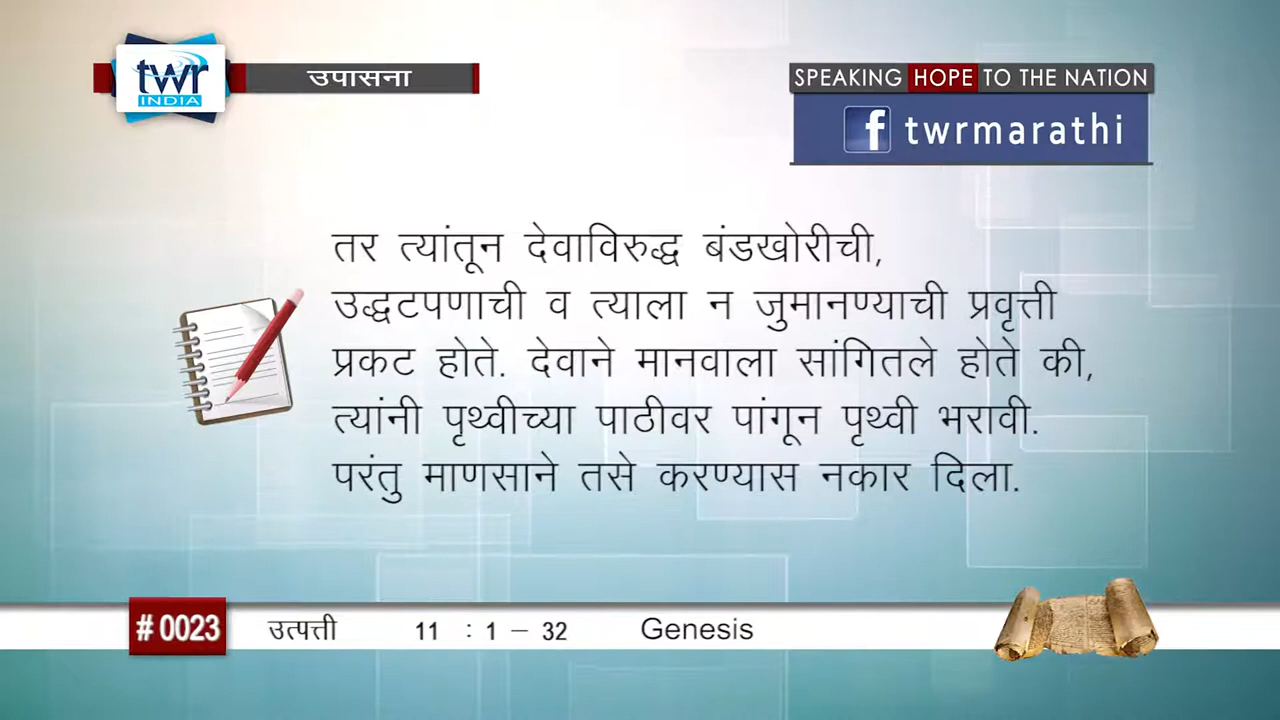 twr
INDIA
उपासना
SPEAKING HOPE TO THE NATION
f twrmarathi
तर त्यांतून देवाविरुद्ध बंडखोरीची,
उद्धटपणाची व त्याला न जुमानण्याची प्रवृत्ती
प्रकट होते. देवाने मानवाला सांगितले होते की,
त्यांनी पृथ्वीच्या पाठीवर पांगून पृथ्वी भरावी.
परंतु माणसाने तसे करण्यास नकार दिला.
# 0023 उत्पत्ती 11 : 1 – 32 Genesis